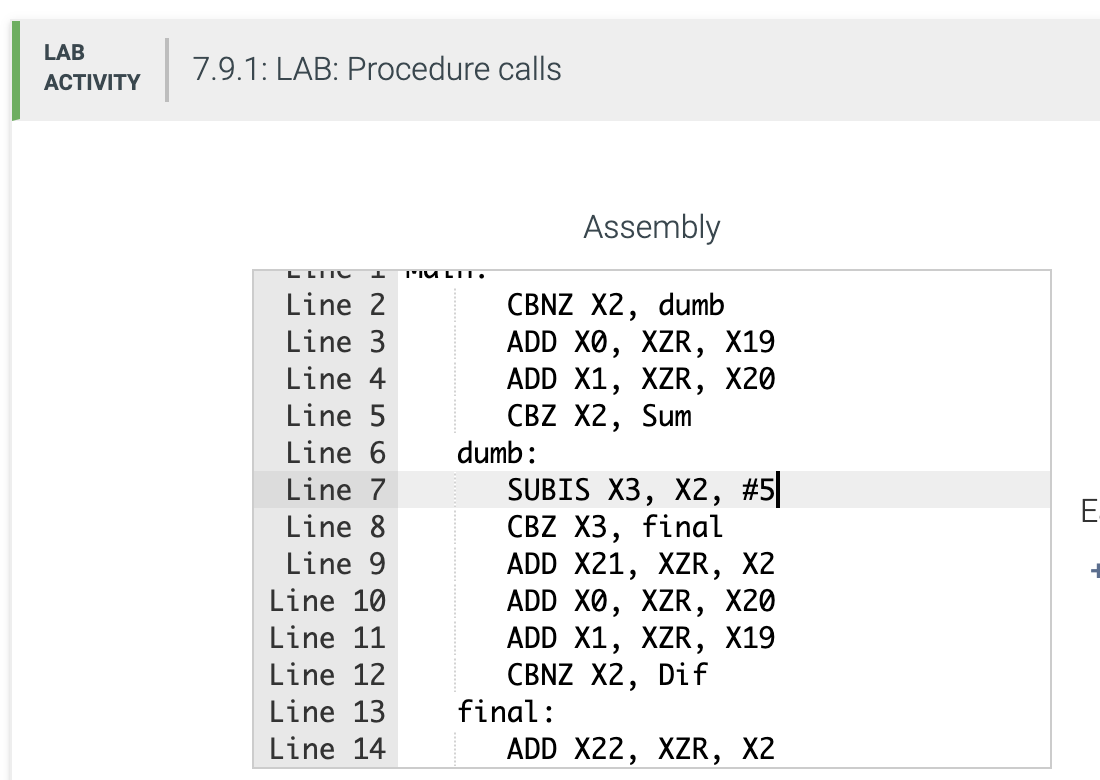 LAB
ACTIVITY
7.9.1: LAB: Procedure calls
Assembly
Line 1 Main:
Line 2 CBNZ X2, dumb
Line 3 ADD X0, XZR, X19
Line 4 ADD X1, XZR, X20
Line 5 CBZ X2, Sum
Line 6 dumb:
Line 7 SUBIS X3, X2, #5
Line 8 CBZ X3, final
Line 9 ADD X21, XZR, X2
Line 10 ADD X0, XZR, X20
Line 11 ADD X1, XZR, X19
Line 12 CBNZ X2, Dif
Line 13 final:
Line 14 ADD X22, XZR, X2
+